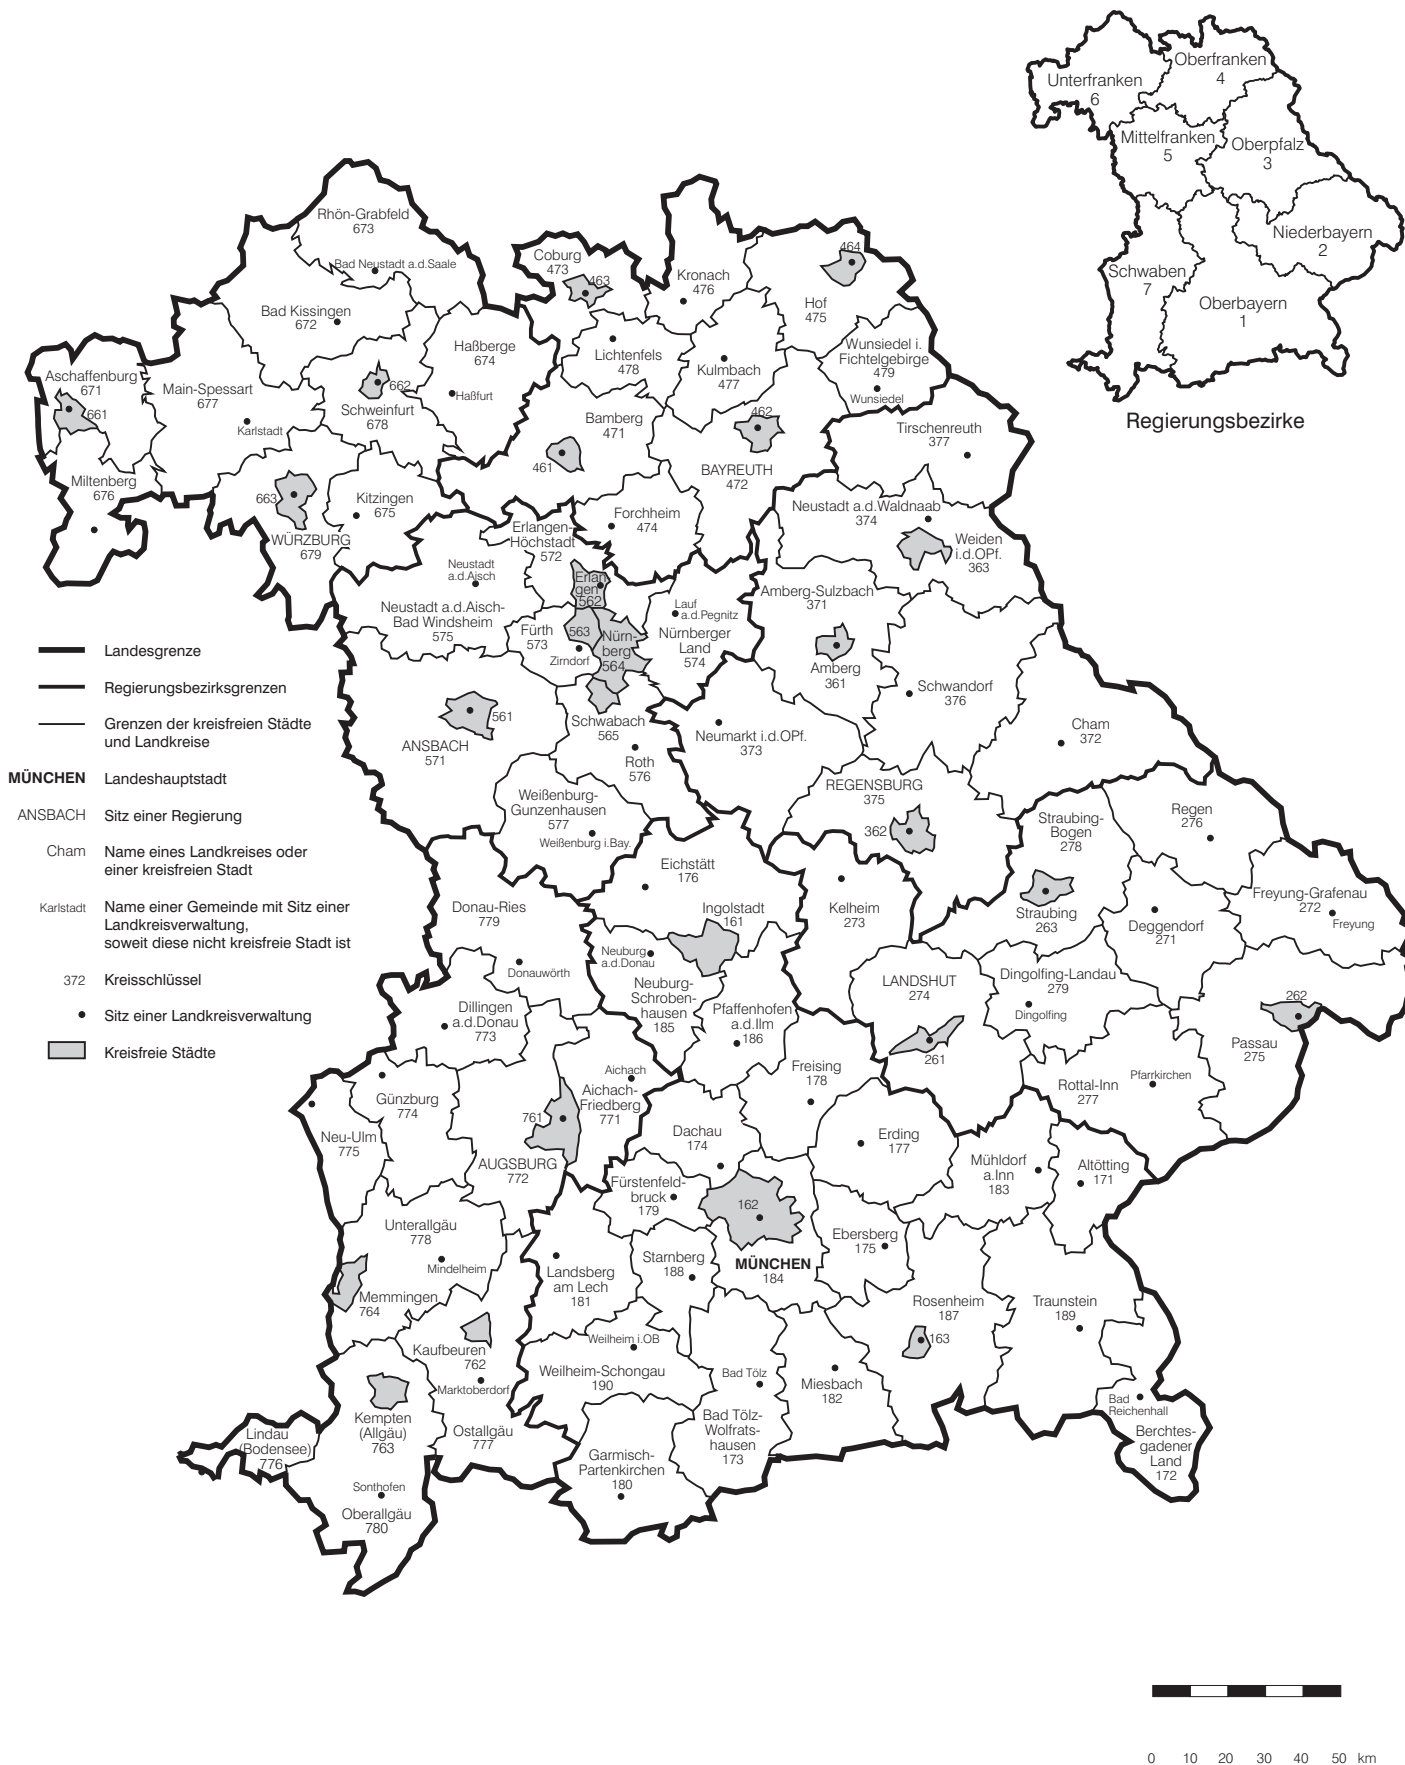 Unterfranken
6
Oberfranken
4
Mittelfranken
5
Oberpfalz
3
Niederbayern
2
Schwaben
7
Oberbayern
1
Regierungsbezirke
Rhön-Grabfeld
673
Bad Neustadt a.d.Saale
Bad Kissingen
672
Coburg
473
463
Kronach
476
464
Hof
475
Haßberge
674
Haßfurt
Lichtenfels
478
Kulmbach
477
Wunsiedel i.
Fichtelgebirge
479
Wunsiedel
Aschaffenburg
671
661
Main-Spessart
677
Karlstadt
662
Schweinfurt
678
Bamberg
471
461
462
BAYREUTH
472
Tirschenreuth
377
Miltenberg
676
663
WÜRZBURG
679
Kitzingen
675
Forchheim
474
Erlangen-
Höchstadt
572
Neustadt a.d.Waldnaab
374
Weiden
i.d.OPf.
363
Neustadt
a.d.Aisch
Neustadt a.d.Aisch-
Bad Windsheim
575
Erlan-
gen
562
Fürth
573
Zirndorf
563
Nürn-
berg
564
Lauf
a.d.Pegnitz
Nürnberger
Land
574
Amberg-Sulzbach
371
Amberg
361
Schwandorf
376
Cham
372
ANSBACH
571
561
Schwabach
565
Roth
576
Neumarkt i.d.OPf.
373
Weißenburg-
Gunzenhausen
577
Weißenburg i.Bay.
REGENSBURG
375
362
Landesgrenze
Regierungsbezirksgrenzen
Grenzen der kreisfreien Städte
und Landkreise
MÜNCHEN Landeshauptstadt
ANSBACH Sitz einer Regierung
Cham Name eines Landkreises oder
einer kreisfreien Stadt
Karlstadt Name einer Gemeinde mit Sitz einer
Landkreisverwaltung,
soweit diese nicht kreisfreie Stadt ist
372 Kreisschlüssel
Sitz einer Landkreisverwaltung
Kreisfreie Städte
Straubing-
Bogen
278
Regen
276
Straubing
263
Deggendorf
271
Freyung-Grafenau
272
Freyung
Eichstätt
176
Ingolstadt
161
Kelheim
273
Donau-Ries
779
Donauwörth
Neuburg
a.d.Donau
Neuburg-
Schroben-
hausen
185
Pfaffenhofen
a.d.Ilm
186
LANDSHUT
274
261
Dingolfing-Landau
279
Dingolfing
262
Passau
275
Rottal-Inn
277
Pfarrkirchen
Dillingen
a.d.Donau
773
Günzburg
774
Neu-Ulm
775
Aichach
Aichach-
Friedberg
771
761
AUGSBURG
772
Freising
178
Dachau
174
Erding
177
Mühldorf
a.Inn
183
Altötting
171
Fürstenfeld-
bruck
179
162
MÜNCHEN
184
Ebersberg
175
Starnberg
188
Landsberg
am Lech
181
Unterallgäu
778
Mindelheim
Memmingen
764
Kaufbeuren
762
Marktoberdorf
Ostallgäu
777
Kempten
(Allgäu)
763
Lindau
(Bodensee)
776
Sonthofen
Oberallgäu
780
Weilheim i.OB
Weilheim-Schongau
190
Garmisch-
Partenkirchen
180
Bad Tölz
Bad Tölz-
Wolfrats-
hausen
173
Miesbach
182
Rosenheim
187
163
Traunstein
189
Bad
Reichenhall
Berchtes-
gadener
Land
172
0 10 20 30 40 50 km